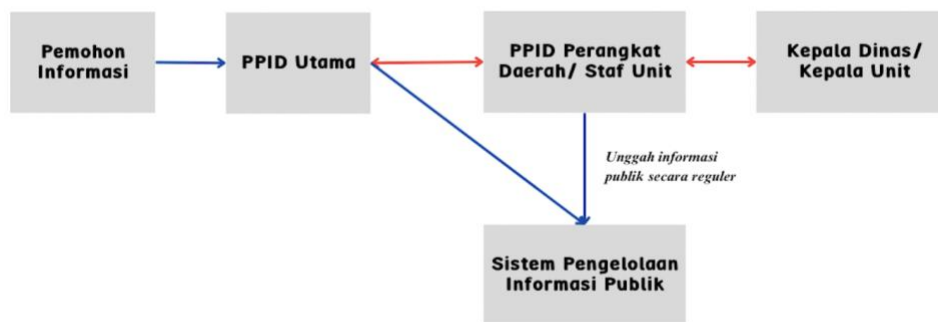 Pemohon
Informasi
PPID Utama
PPID Perangkat
Daerah/ Staf Unit
Kepala Dinas/
Kepala Unit
Unggah informasi
publik secara reguler
Sistem Pengelolaan
Informasi Publik